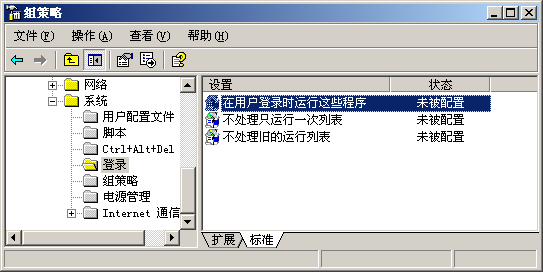 组策略
文件(F) 操作(A) 查看(V) 帮助(H)
网络
系统
用户配置文件
脚本
Ctrl+Alt+Del
登录
组策略
电源管理
Internet 通信
设置 状态
在用户登录时运行这些程序 未被配置
不处理只运行一次列表 未被配置
不处理旧的运行列表 未被配置
扩展 标准